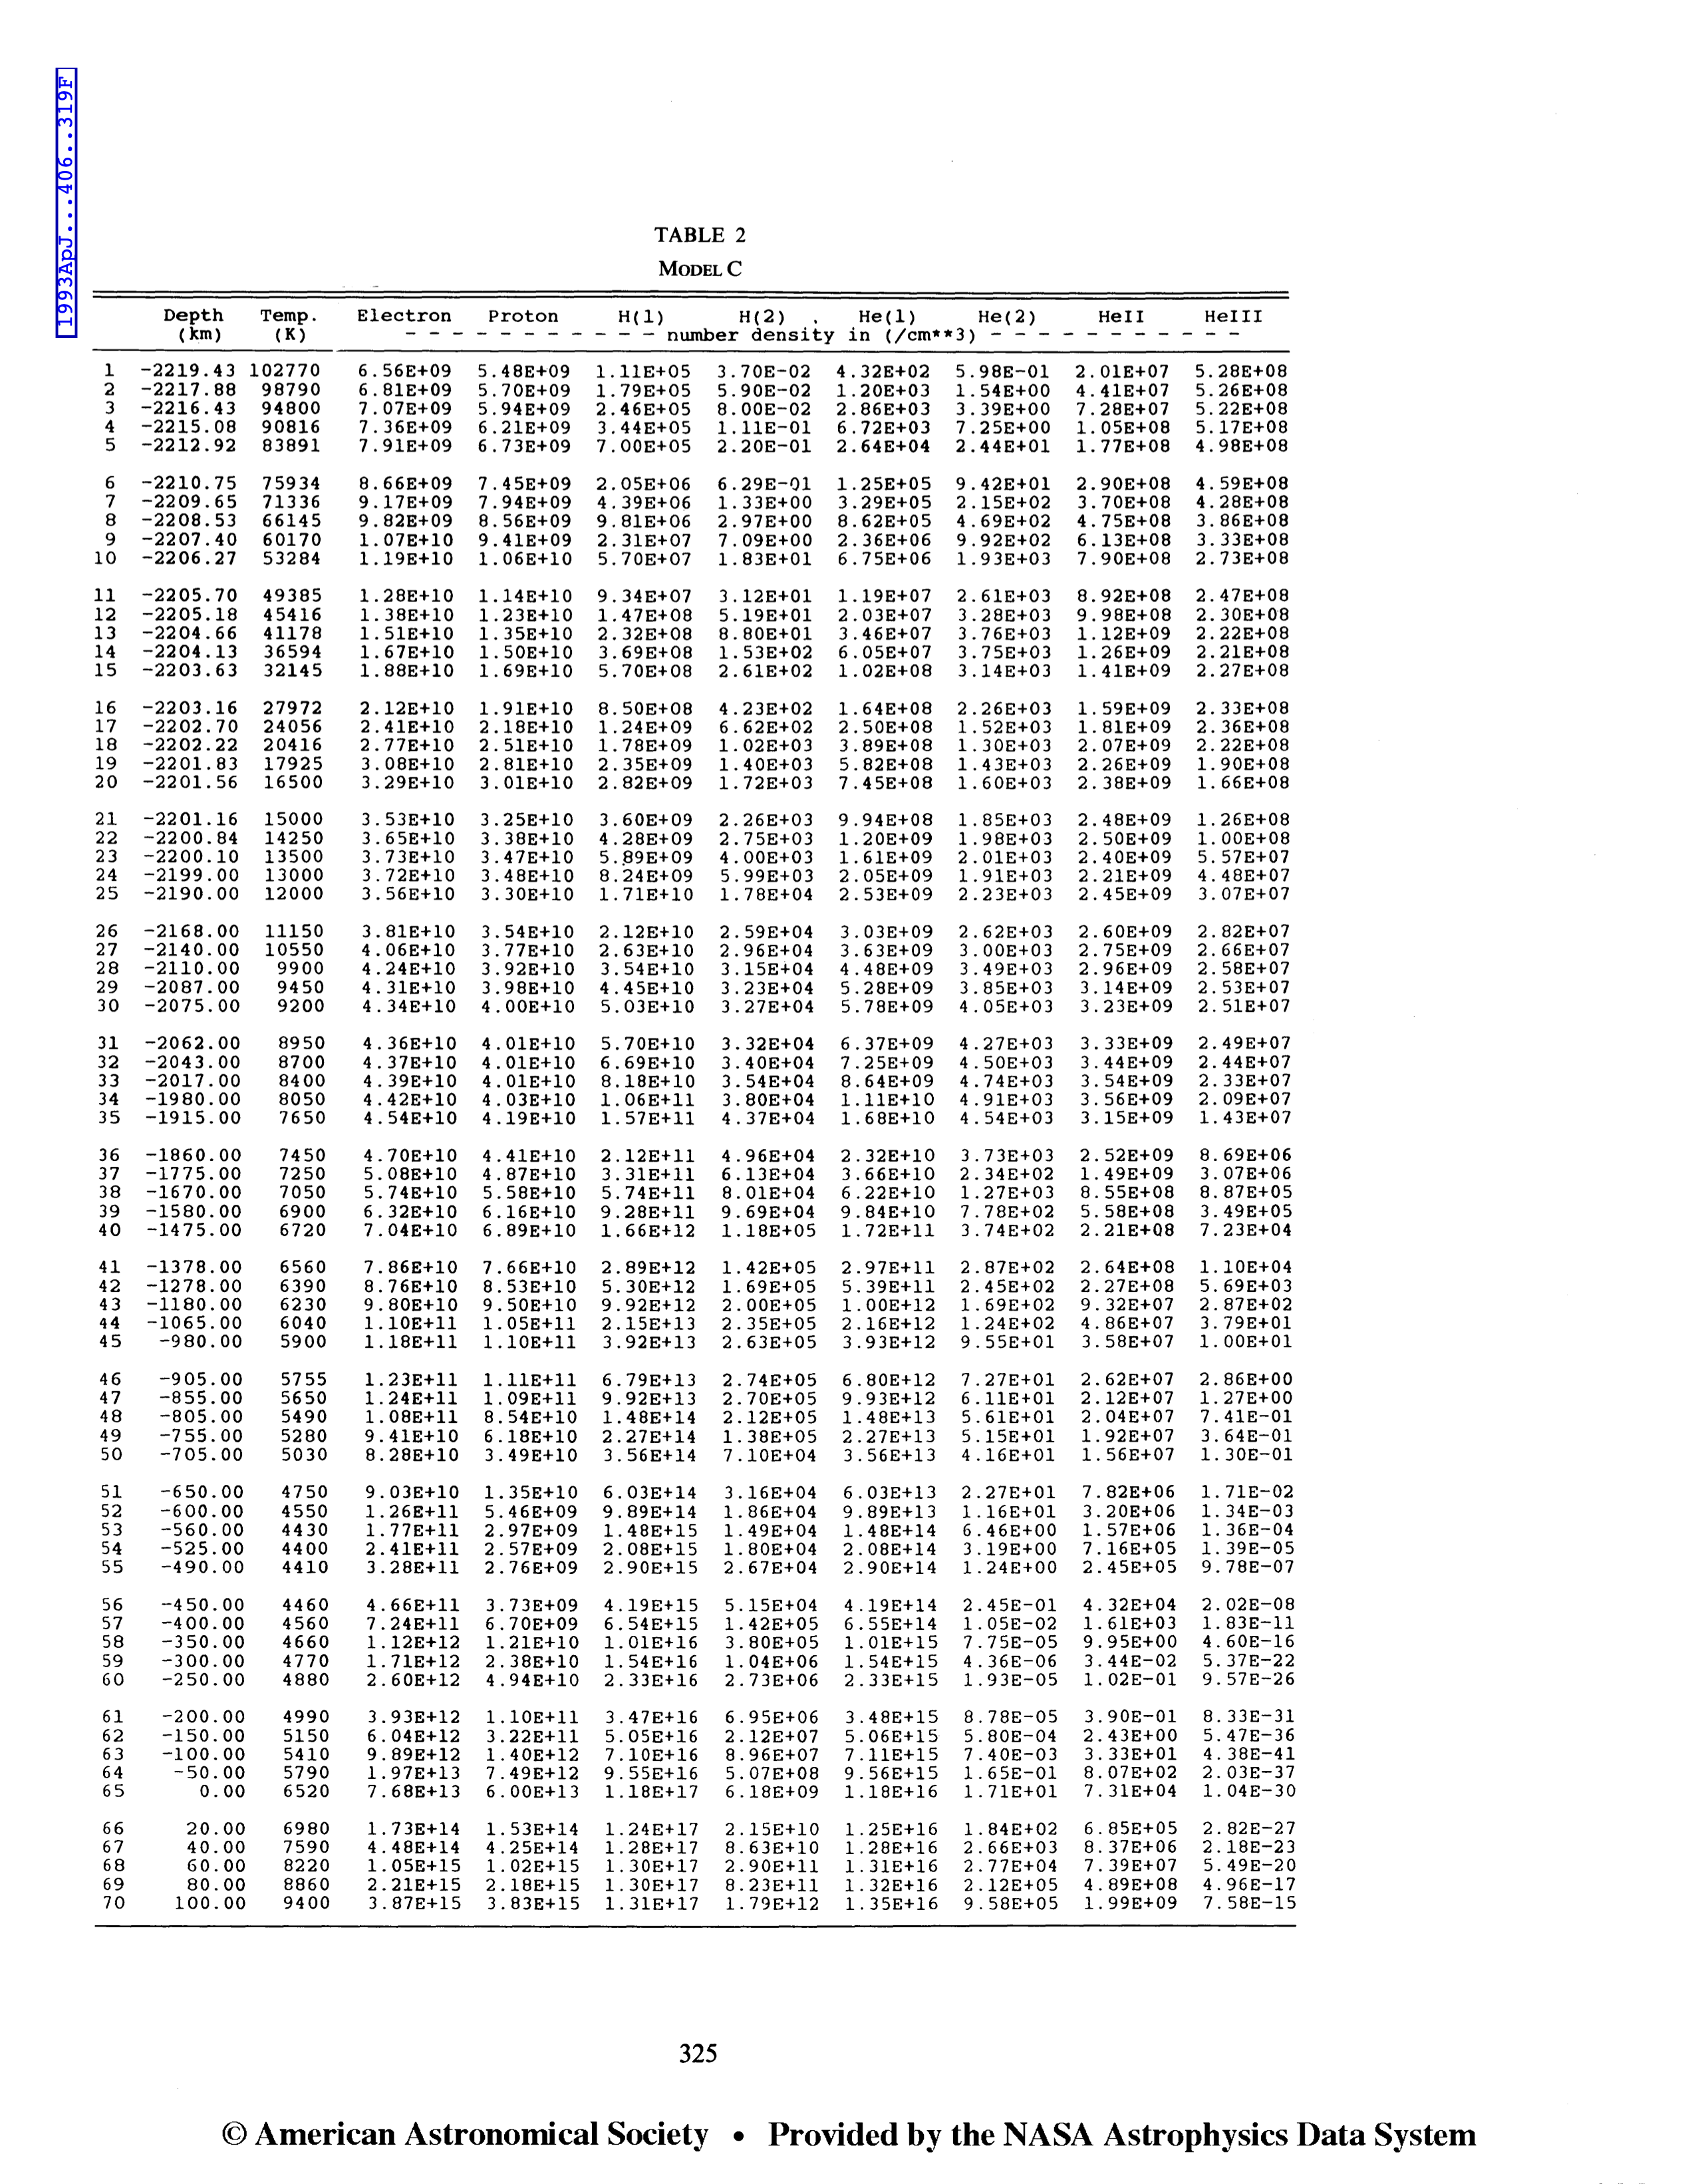 1993ApJ...406..319F
TABLE 2
MODEL C
Depth Temp. Electron Proton H(1) H(2) He(1) He(2) HeII HeIII
(km) (K) - - - - - - - - - - - number density in (/cm**3) - - - - - - - - - - -
1 -2219.43 102770 6.56E+09 5.48E+09 1.11E+05 3.70E-02 4.32E+02 5.98E-01 2.01E+07 5.28E+08
2 -2217.88 98790 6.81E+09 5.70E+09 1.79E+05 5.90E-02 1.20E+03 1.54E+00 4.41E+07 5.26E+08
3 -2216.43 94800 7.07E+09 5.94E+09 2.46E+05 8.00E-02 2.86E+03 3.39E+00 7.28E+07 5.22E+08
4 -2215.08 90816 7.36E+09 6.21E+09 3.44E+05 1.11E-01 6.72E+03 7.25E+00 1.05E+08 5.17E+08
5 -2212.92 83891 7.91E+09 6.73E+09 7.00E+05 2.20E-01 2.64E+04 2.44E+01 1.77E+08 4.98E+08
6 -2210.75 75934 8.66E+09 7.45E+09 2.05E+06 6.29E-01 1.25E+05 9.42E+01 2.90E+08 4.59E+08
7 -2209.65 71336 9.17E+09 7.94E+09 4.39E+06 1.33E+00 3.29E+05 2.15E+02 3.70E+08 4.28E+08
8 -2208.53 66145 9.82E+09 8.56E+09 9.81E+06 2.97E+00 8.62E+05 4.69E+02 4.75E+08 3.86E+08
9 -2207.40 60170 1.07E+10 9.41E+09 2.31E+07 7.09E+00 2.36E+06 9.92E+02 6.13E+08 3.33E+08
10 -2206.27 53284 1.19E+10 1.06E+10 5.70E+07 1.83E+01 6.75E+06 1.93E+03 7.90E+08 2.73E+08
11 -2205.70 49385 1.28E+10 1.14E+10 9.34E+07 3.12E+01 1.19E+07 2.61E+03 8.92E+08 2.47E+08
12 -2205.18 45416 1.38E+10 1.23E+10 1.47E+08 5.19E+01 2.03E+07 3.28E+03 9.98E+08 2.30E+08
13 -2204.66 41178 1.51E+10 1.35E+10 2.32E+08 8.80E+01 3.46E+07 3.76E+03 1.12E+09 2.22E+08
14 -2204.13 36594 1.67E+10 1.50E+10 3.69E+08 1.53E+02 6.05E+07 3.75E+03 1.26E+09 2.21E+08
15 -2203.63 32145 1.88E+10 1.69E+10 5.70E+08 2.61E+02 1.02E+08 3.14E+03 1.41E+09 2.27E+08
16 -2203.16 27972 2.12E+10 1.91E+10 8.50E+08 4.23E+02 1.64E+08 2.26E+03 1.59E+09 2.33E+08
17 -2202.70 24056 2.41E+10 2.18E+10 1.24E+09 6.62E+02 2.50E+08 1.52E+03 1.81E+09 2.36E+08
18 -2202.22 20416 2.77E+10 2.51E+10 1.78E+09 1.02E+03 3.89E+08 1.30E+03 2.07E+09 2.22E+08
19 -2201.83 17925 3.08E+10 2.81E+10 2.35E+09 1.40E+03 5.82E+08 1.43E+03 2.26E+09 1.90E+08
20 -2201.56 16500 3.29E+10 3.01E+10 2.82E+09 1.72E+03 7.45E+08 1.60E+03 2.38E+09 1.66E+08
21 -2201.16 15000 3.53E+10 3.25E+10 3.60E+09 2.26E+03 9.94E+08 1.85E+03 2.48E+09 1.26E+08
22 -2200.84 14250 3.65E+10 3.38E+10 4.28E+09 2.75E+03 1.20E+09 1.98E+03 2.50E+09 1.00E+08
23 -2200.10 13500 3.73E+10 3.47E+10 5.89E+09 4.00E+03 1.61E+09 2.01E+03 2.40E+09 5.57E+07
24 -2199.00 13000 3.72E+10 3.48E+10 8.24E+09 5.99E+03 2.05E+09 1.91E+03 2.21E+09 4.48E+07
25 -2190.00 12000 3.56E+10 3.30E+10 1.71E+10 1.78E+04 2.53E+09 2.23E+03 2.45E+09 3.07E+07
26 -2168.00 11150 3.81E+10 3.54E+10 2.12E+10 2.59E+04 3.03E+09 2.62E+03 2.60E+09 2.82E+07
27 -2140.00 10550 4.06E+10 3.77E+10 2.63E+10 2.96E+04 3.63E+09 3.00E+03 2.75E+09 2.66E+07
28 -2110.00 9900 4.24E+10 3.92E+10 3.54E+10 3.15E+04 4.48E+09 3.49E+03 2.96E+09 2.58E+07
29 -2087.00 9450 4.31E+10 3.98E+10 4.45E+10 3.23E+04 5.28E+09 3.85E+03 3.14E+09 2.53E+07
30 -2075.00 9200 4.34E+10 4.00E+10 5.03E+10 3.27E+04 5.78E+09 4.05E+03 3.23E+09 2.51E+07
31 -2062.00 8950 4.36E+10 4.01E+10 5.70E+10 3.32E+04 6.37E+09 4.27E+03 3.33E+09 2.49E+07
32 -2043.00 8700 4.37E+10 4.01E+10 6.69E+10 3.40E+04 7.25E+09 4.50E+03 3.44E+09 2.44E+07
33 -2017.00 8400 4.39E+10 4.01E+10 8.18E+10 3.54E+04 8.64E+09 4.74E+03 3.54E+09 2.33E+07
34 -1980.00 8050 4.42E+10 4.03E+10 1.06E+11 3.80E+04 1.11E+10 4.91E+03 3.56E+09 2.09E+07
35 -1915.00 7650 4.54E+10 4.19E+10 1.57E+11 4.37E+04 1.68E+10 4.54E+03 3.15E+09 1.43E+07
36 -1860.00 7450 4.70E+10 4.41E+10 2.12E+11 4.96E+04 2.32E+10 3.73E+03 2.52E+09 8.69E+06
37 -1775.00 7250 5.08E+10 4.87E+10 3.31E+11 6.13E+04 3.66E+10 2.34E+02 1.49E+09 3.07E+06
38 -1670.00 7050 5.74E+10 5.58E+10 5.74E+11 8.01E+04 6.22E+10 1.27E+03 8.55E+08 8.87E+05
39 -1580.00 6900 6.32E+10 6.16E+10 9.28E+11 9.69E+04 9.84E+10 7.78E+02 5.58E+08 3.49E+05
40 -1475.00 6720 7.04E+10 6.89E+10 1.66E+12 1.18E+05 1.72E+11 3.74E+02 2.21E+08 7.23E+04
41 -1378.00 6560 7.86E+10 7.66E+10 2.89E+12 1.42E+05 2.97E+11 2.87E+02 2.64E+08 1.10E+04
42 -1278.00 6390 8.76E+10 8.53E+10 5.30E+12 1.69E+05 5.39E+11 2.45E+02 2.27E+08 5.69E+03
43 -1180.00 6230 9.80E+10 9.50E+10 9.92E+12 2.00E+05 1.00E+12 1.69E+02 9.32E+07 2.87E+02
44 -1065.00 6040 1.10E+11 1.05E+11 2.15E+13 2.35E+05 2.16E+12 1.24E+02 4.86E+07 3.79E+01
45 -980.00 5900 1.18E+11 1.10E+11 3.92E+13 2.63E+05 3.93E+12 9.55E+01 3.58E+07 1.00E+01
46 -905.00 5755 1.23E+11 1.11E+11 6.79E+13 2.74E+05 6.80E+12 7.27E+01 2.62E+07 2.86E+00
47 -855.00 5650 1.24E+11 1.09E+11 9.92E+13 2.70E+05 9.93E+12 6.11E+01 2.12E+07 1.27E+00
48 -805.00 5490 1.08E+11 8.54E+10 1.48E+14 2.12E+05 1.48E+13 5.61E+01 2.04E+07 7.41E-01
49 -755.00 5280 9.41E+10 6.18E+10 2.27E+14 1.38E+05 2.27E+13 5.15E+01 1.92E+07 3.64E-01
50 -705.00 5030 8.28E+10 3.49E+10 3.56E+14 7.10E+04 3.56E+13 4.16E+01 1.56E+07 1.30E-01
51 -650.00 4750 9.03E+10 1.35E+10 6.03E+14 3.16E+04 6.03E+13 2.27E+01 7.82E+06 1.71E-02
52 -600.00 4550 1.26E+11 5.46E+09 9.89E+14 1.86E+04 9.89E+13 1.16E+01 3.20E+06 1.34E-03
53 -560.00 4430 1.77E+11 2.97E+09 1.48E+15 1.49E+04 1.48E+14 6.46E+00 1.57E+06 1.36E-04
54 -525.00 4400 2.41E+11 2.57E+09 2.08E+15 1.80E+04 2.08E+14 3.19E+00 7.16E+05 1.39E-05
55 -490.00 4410 3.28E+11 2.76E+09 2.90E+15 2.67E+04 2.90E+14 1.24E+00 2.45E+05 9.78E-07
56 -450.00 4460 4.66E+11 3.73E+09 4.19E+15 5.15E+04 4.19E+14 2.45E-01 4.32E+04 2.02E-08
57 -400.00 4560 7.24E+11 6.70E+09 6.54E+15 1.42E+05 6.55E+14 1.05E-02 1.61E+03 1.83E-11
58 -350.00 4660 1.12E+12 1.21E+10 1.01E+16 3.80E+05 1.01E+15 7.75E-05 9.95E+00 4.60E-16
59 -300.00 4770 1.71E+12 2.38E+10 1.54E+16 1.04E+06 1.54E+15 4.36E-06 3.44E-02 5.37E-22
60 -250.00 4880 2.60E+12 4.94E+10 2.33E+16 2.73E+06 2.33E+15 1.93E-05 1.02E-01 9.57E-26
61 -200.00 4990 3.93E+12 1.10E+11 3.47E+16 6.95E+06 3.48E+15 8.78E-05 3.90E-01 8.33E-31
62 -150.00 5150 6.04E+12 3.22E+11 5.05E+16 2.12E+07 5.06E+15 5.80E-04 2.43E+00 5.47E-36
63 -100.00 5410 9.89E+12 1.40E+12 7.10E+16 8.96E+07 7.11E+15 7.40E-03 3.33E+01 4.38E-41
64 -50.00 5790 1.97E+13 7.49E+12 9.55E+16 5.07E+08 9.56E+15 1.65E-01 8.07E+02 2.03E-37
65 0.00 6520 7.68E+13 6.00E+13 1.18E+17 6.18E+09 1.18E+16 1.71E+01 7.31E+04 1.04E-30
66 20.00 6980 1.73E+14 1.53E+14 1.24E+17 2.15E+10 1.25E+16 1.84E+02 6.85E+05 2.82E-27
67 40.00 7590 4.48E+14 4.25E+14 1.28E+17 8.63E+10 1.28E+16 2.66E+03 8.37E+06 2.18E-23
68 60.00 8220 1.05E+15 1.02E+15 1.30E+17 2.90E+11 1.31E+16 2.77E+04 7.39E+07 5.49E-20
69 80.00 8860 2.21E+15 2.18E+15 1.30E+17 8.23E+11 1.32E+16 2.12E+05 4.89E+08 4.96E-17
70 100.00 9400 3.87E+15 3.83E+15 1.31E+17 1.79E+12 1.35E+16 9.58E+05 1.99E+09 7.58E-15
325
© American Astronomical Society • Provided by the NASA Astrophysics Data System